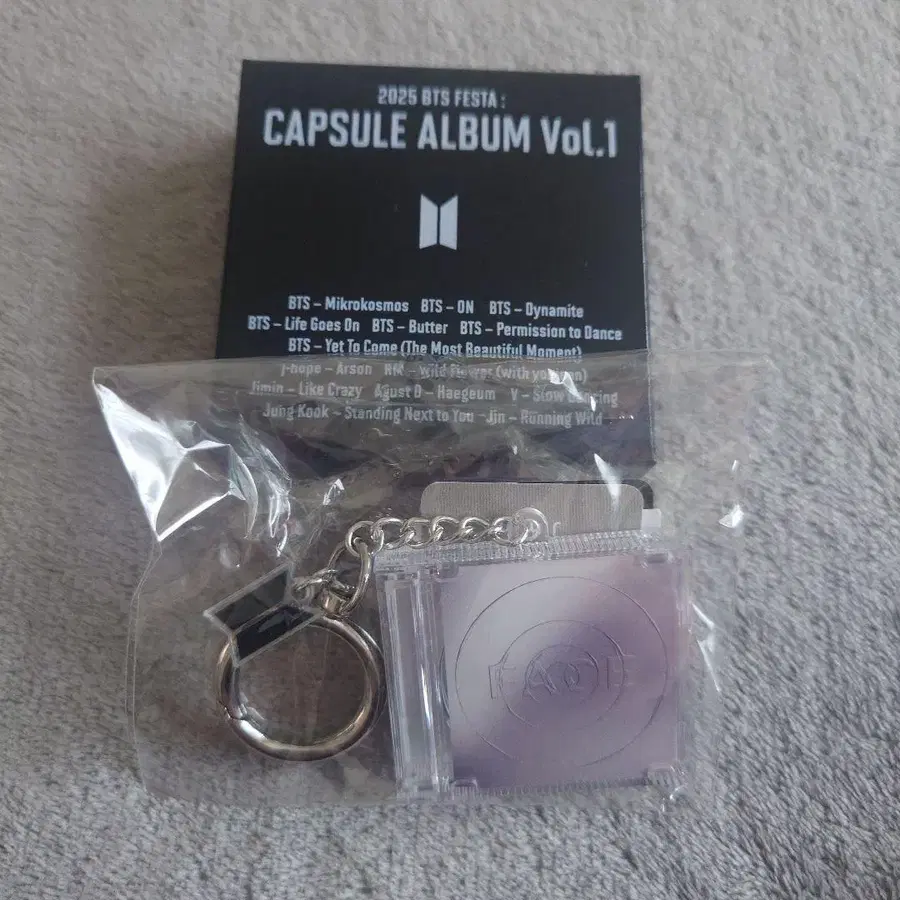 2025 BTS FESTA :
CAPSULE ALBUM Vol.1
BTS – Mikrokosmos BTS – ON BTS – Dynamite
BTS – Life Goes On BTS – Butter BTS – Permission to Dance
BTS – Yet To Come (The Most Beautiful Moment)
j-hope – Arson RM – Wild Flower (with
Jimin – Like Crazy Agust D – Haegeum V – Slow Dancing
Jung Kook – Standing Next to You Jin – Running Wild
FACE